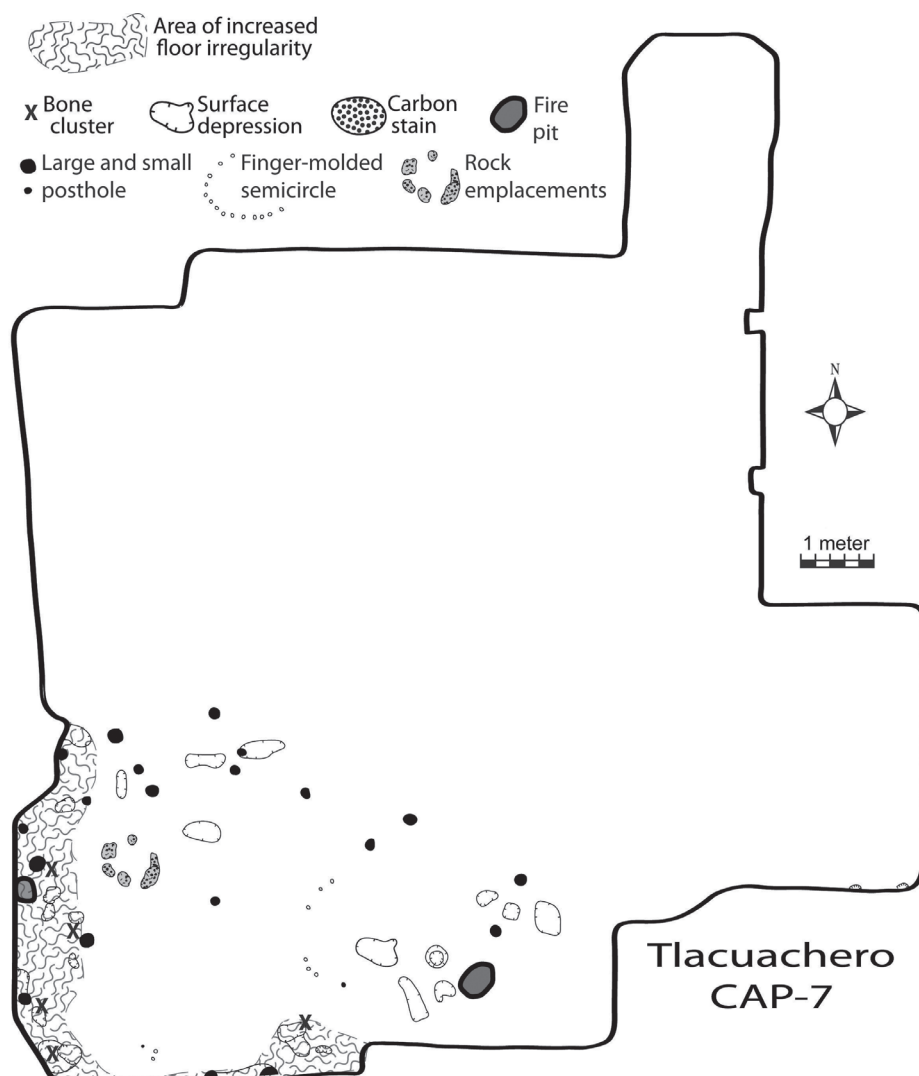 Area of increased
floor irregularity
X Bone
cluster
Surface
depression
Carbon
stain
Fire
pit
Large and small
posthole
Finger-molded
semicircle
Rock
emplacements
N
1 meter
X
X
X
X
X
Tlacuachero
CAP-7